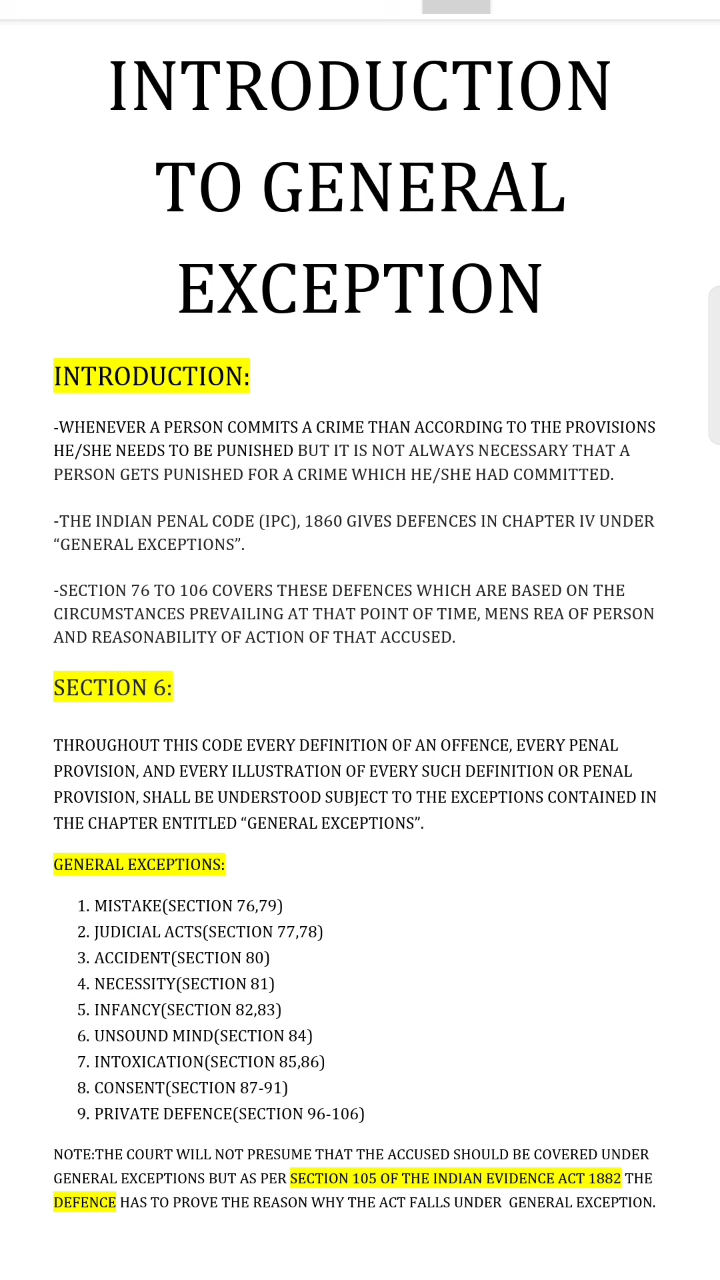 INTRODUCTION
TO GENERAL
EXCEPTION
INTRODUCTION:
-WHENEVER A PERSON COMMITS A CRIME THAN ACCORDING TO THE PROVISIONS
HE/SHE NEEDS TO BE PUNISHED BUT IT IS NOT ALWAYS NECESSARY THAT A
PERSON GETS PUNISHED FOR A CRIME WHICH HE/SHE HAD COMMITTED.
-THE INDIAN PENAL CODE (IPC), 1860 GIVES DEFENCES IN CHAPTER IV UNDER
“GENERAL EXCEPTIONS”.
-SECTION 76 TO 106 COVERS THESE DEFENCES WHICH ARE BASED ON THE
CIRCUMSTANCES PREVAILING AT THAT POINT OF TIME, MENS REA OF PERSON
AND REASONABILITY OF ACTION OF THAT ACCUSED.
SECTION 6:
THROUGHOUT THIS CODE EVERY DEFINITION OF AN OFFENCE, EVERY PENAL
PROVISION, AND EVERY ILLUSTRATION OF EVERY SUCH DEFINITION OR PENAL
PROVISION, SHALL BE UNDERSTOOD SUBJECT TO THE EXCEPTIONS CONTAINED IN
THE CHAPTER ENTITLED “GENERAL EXCEPTIONS”.
GENERAL EXCEPTIONS:
1. MISTAKE(SECTION 76,79)
2. JUDICIAL ACTS(SECTION 77,78)
3. ACCIDENT(SECTION 80)
4. NECESSITY(SECTION 81)
5. INFANCY(SECTION 82,83)
6. UNSOUND MIND(SECTION 84)
7. INTOXICATION(SECTION 85,86)
8. CONSENT(SECTION 87-91)
9. PRIVATE DEFENCE(SECTION 96-106)
NOTE:THE COURT WILL NOT PRESUME THAT THE ACCUSED SHOULD BE COVERED UNDER
GENERAL EXCEPTIONS BUT AS PER SECTION 105 OF THE INDIAN EVIDENCE ACT 1882 THE
DEFENCE HAS TO PROVE THE REASON WHY THE ACT FALLS UNDER GENERAL EXCEPTION.